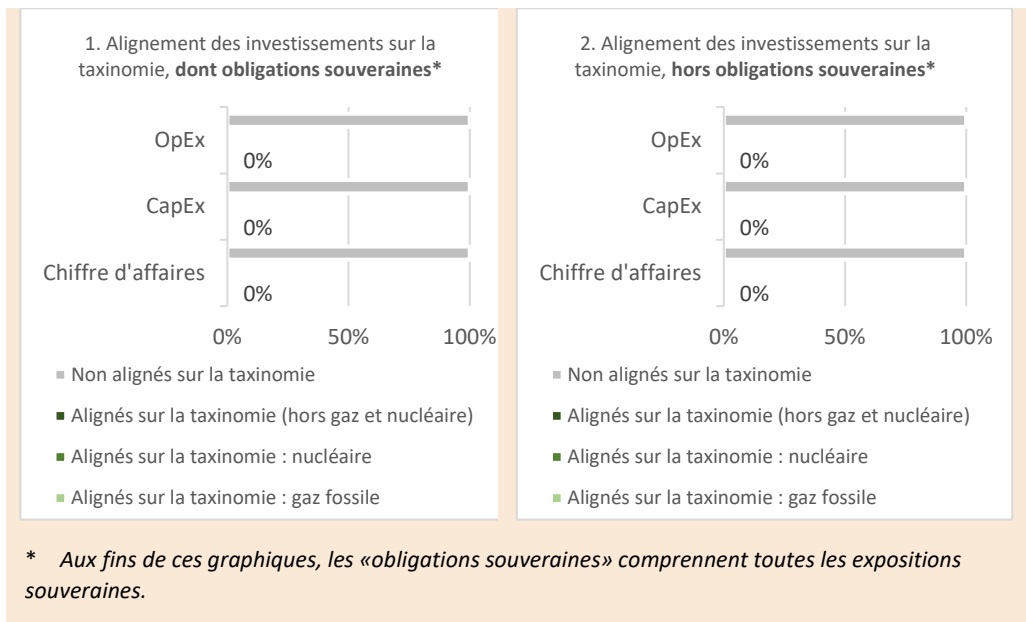 1. Alignement des investissements sur la
taxinomie, dont obligations souveraines*
OpEx
0%
CapEx
0%
Chiffre d'affaires
0%
0% 50% 100%
Non alignés sur la taxinomie
Alignés sur la taxinomie (hors gaz et nucléaire)
Alignés sur la taxinomie : nucléaire
Alignés sur la taxinomie : gaz fossile
2. Alignement des investissements sur la
taxinomie, hors obligations souveraines*
OpEx
0%
CapEx
0%
Chiffre d'affaires
0%
0% 50% 100%
Non alignés sur la taxinomie
Alignés sur la taxinomie (hors gaz et nucléaire)
Alignés sur la taxinomie : nucléaire
Alignés sur la taxinomie : gaz fossile
* Aux fins de ces graphiques, les «obligations souveraines» comprennent toutes les expositions
souveraines.